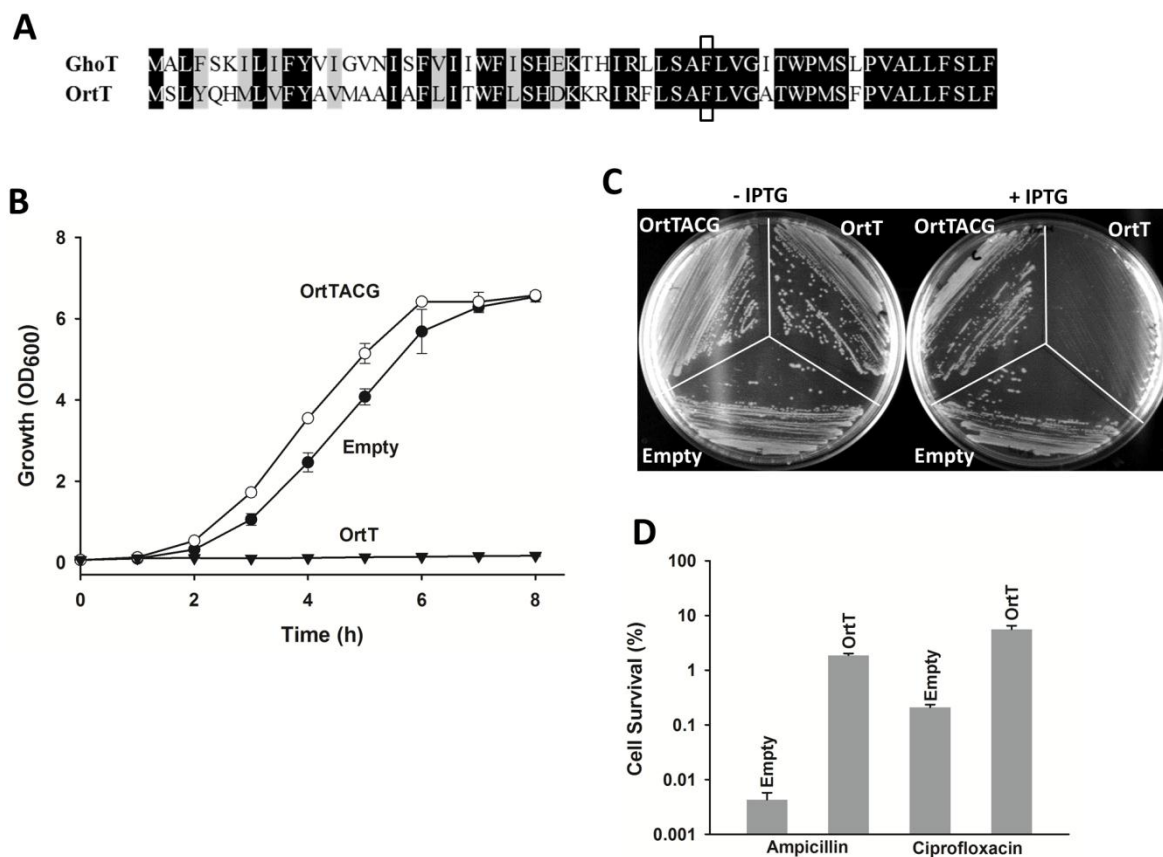 A
GhoT MALFSKILIFYVIGVNISFVIIWFISHEKTHIRLLSAFLVGITWPMSLPVALLFSLF
OrtT MSLYQHMLVFYAVMAAIAFLITWFLSHDKKRIRFLSAFLVGATWPMSFPVALLFSLF
B
8
6
4
2
0
Growth (OD600)
OrtTACG
Empty
OrtT
0 2 4 6 8
Time (h)
C
- IPTG + IPTG
OrtTACG OrtT OrtTACG OrtT
Empty Empty
D
100
10
1
0.1
0.01
0.001
Cell Survival (%)
Empty OrtT Empty OrtT
Ampicillin Ciprofloxacin